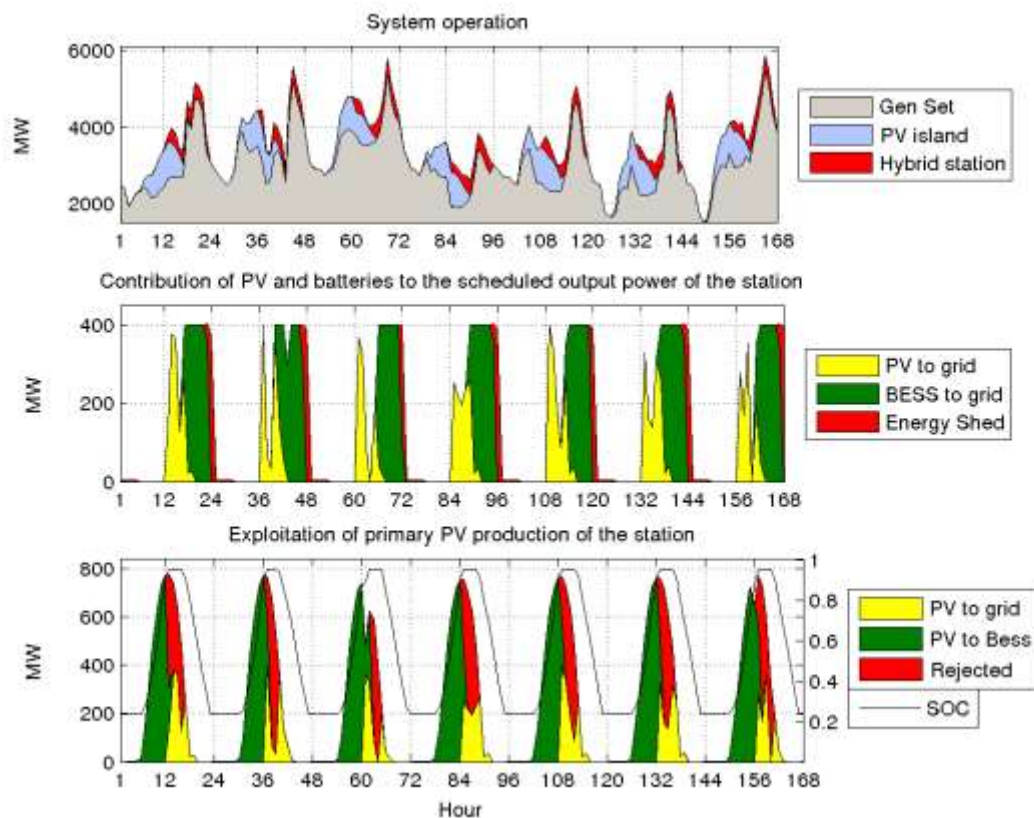 System operation
6000
4000
2000
MW
1 12 24 36 48 60 72 84 96 108 120 132 144 156 168
Gen Set
PV island
Hybrid station
Contribution of PV and batteries to the scheduled output power of the station
400
200
0
MW
1 12 24 36 48 60 72 84 96 108 120 132 144 156 168
PV to grid
BESS to grid
Energy Shed
Exploitation of primary PV production of the station
800
600
400
200
0
MW
1
0.8
0.6
0.4
0.2
1 12 24 36 48 60 72 84 96 108 120 132 144 156 168
Hour
PV to grid
PV to Bess
Rejected
SOC